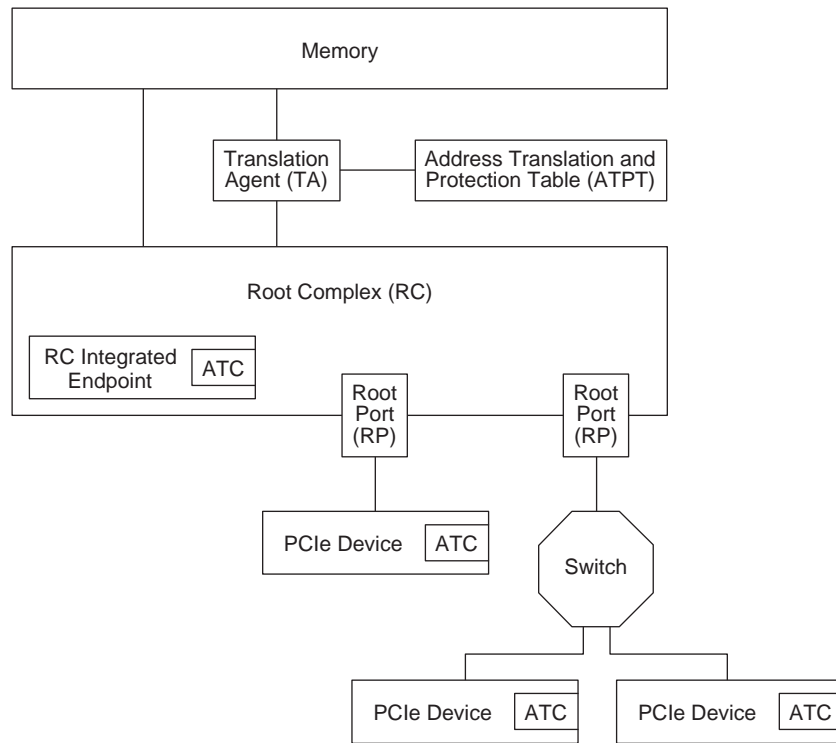 Memory
Translation
Agent (TA)
Address Translation and
Protection Table (ATPT)
Root Complex (RC)
RC Integrated
Endpoint
ATC
Root
Port
(RP)
Root
Port
(RP)
PCIe Device
ATC
Switch
PCIe Device
ATC
PCIe Device
ATC